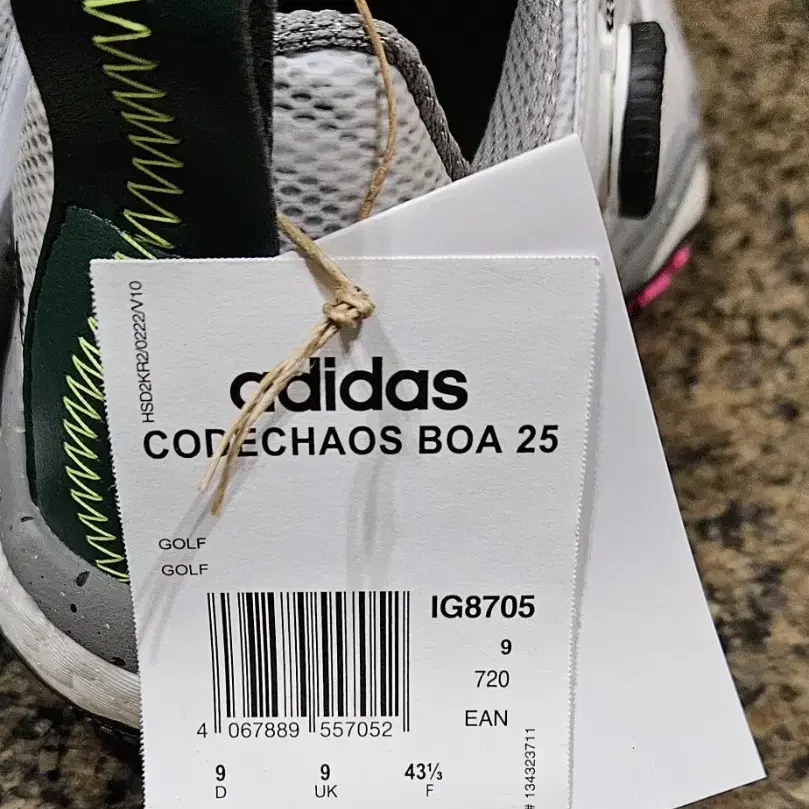 HSD2KR2/0222/V10
adidas
CODECHAOS BOA 25
GOLF
GOLF
IG8705
9
720
EAN
4 067889 557052
9 9 43⅓
D UK F
# 134323711